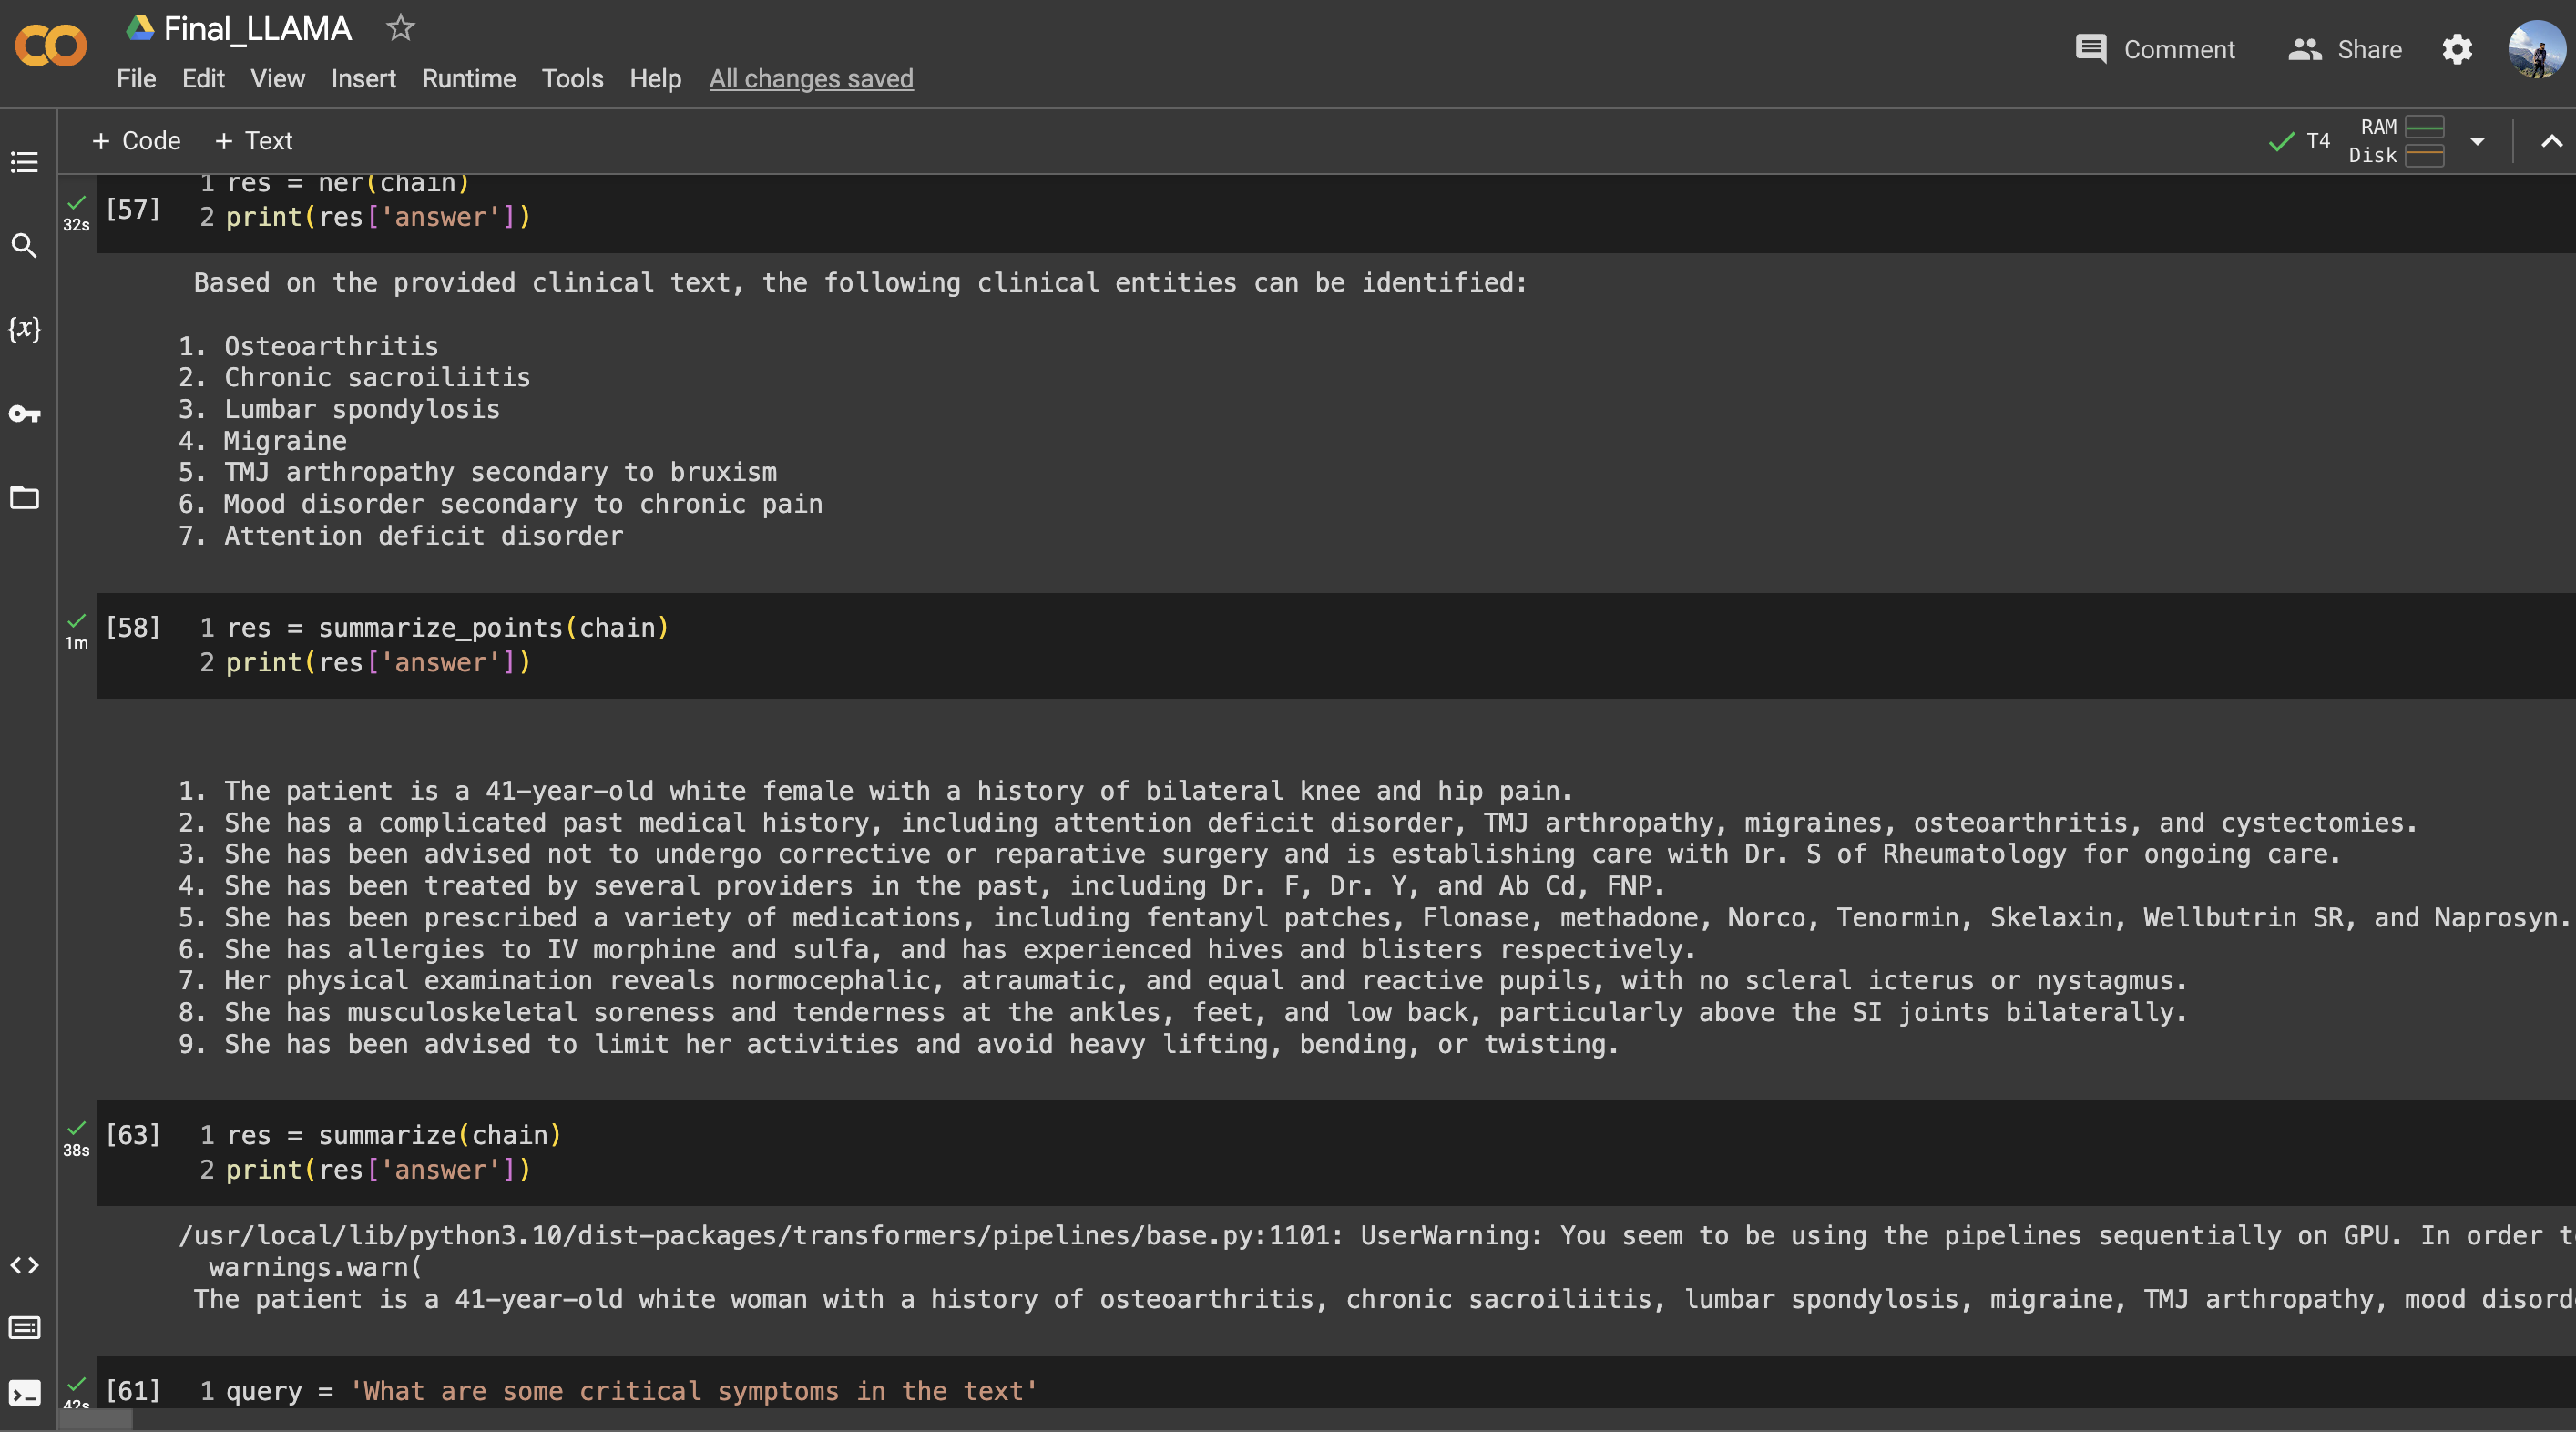 Final_LLAMA
Comment Share
File Edit View Insert Runtime Tools Help All changes saved
+ Code + Text
T4 RAM
Disk
32s [57] 1 res = ner(chain)
2 print(res['answer'])
Based on the provided clinical text, the following clinical entities can be identified:
1. Osteoarthritis
2. Chronic sacroiliitis
3. Lumbar spondylosis
4. Migraine
5. TMJ arthropathy secondary to bruxism
6. Mood disorder secondary to chronic pain
7. Attention deficit disorder
1m [58] 1 res = summarize_points(chain)
2 print(res['answer'])
1. The patient is a 41-year-old white female with a history of bilateral knee and hip pain.
2. She has a complicated past medical history, including attention deficit disorder, TMJ arthropathy, migraines, osteoarthritis, and cystectomies.
3. She has been advised not to undergo corrective or reparative surgery and is establishing care with Dr. S of Rheumatology for ongoing care.
4. She has been treated by several providers in the past, including Dr. F, Dr. Y, and Ab Cd, FNP.
5. She has been prescribed a variety of medications, including fentanyl patches, Flonase, methadone, Norco, Tenormin, Skelaxin, Wellbutrin SR, and Naprosyn.
6. She has allergies to IV morphine and sulfa, and has experienced hives and blisters respectively.
7. Her physical examination reveals normocephalic, atraumatic, and equal and reactive pupils, with no scleral icterus or nystagmus.
8. She has musculoskeletal soreness and tenderness at the ankles, feet, and low back, particularly above the SI joints bilaterally.
9. She has been advised to limit her activities and avoid heavy lifting, bending, or twisting.
38s [63] 1 res = summarize(chain)
2 print(res['answer'])
/usr/local/lib/python3.10/dist-packages/transformers/pipelines/base.py:1101: UserWarning: You seem to be using the pipelines sequentially on GPU. In order t
warnings.warn(
The patient is a 41-year-old white woman with a history of osteoarthritis, chronic sacroiliitis, lumbar spondylosis, migraine, TMJ arthropathy, mood disord
42s [61] 1 query = 'What are some critical symptoms in the text'